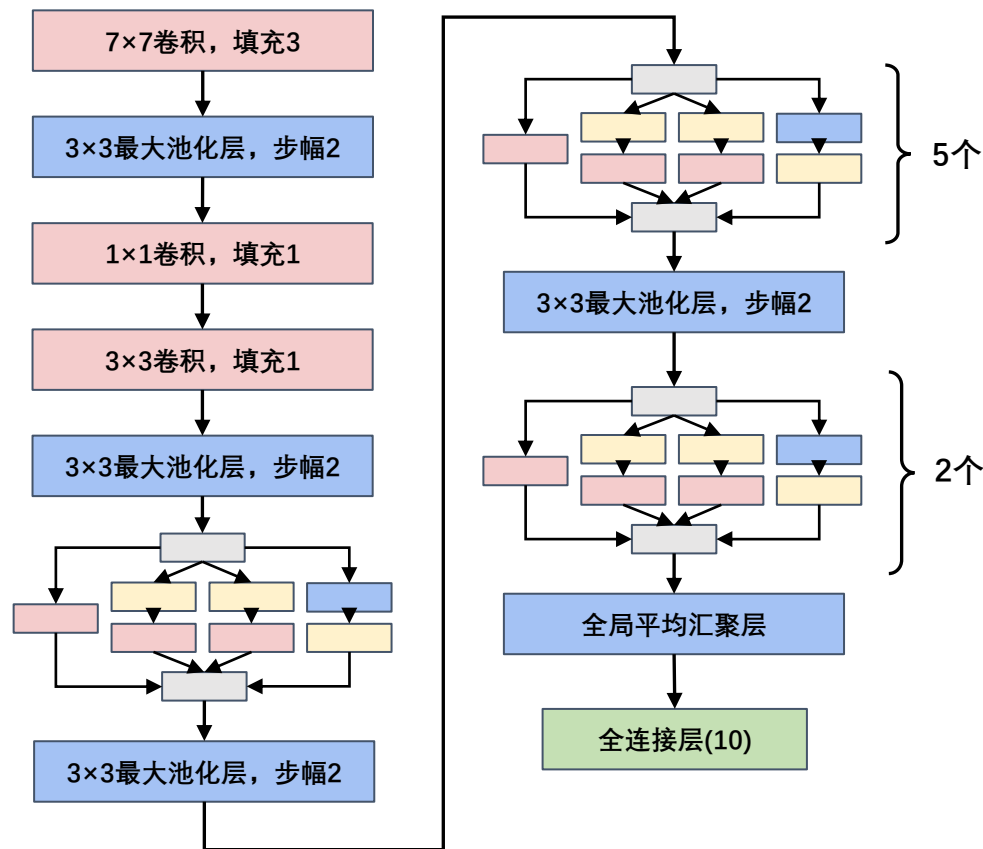 7×7卷积，填充3
3×3最大池化层，步幅2
1×1卷积，填充1
3×3卷积，填充1
3×3最大池化层，步幅2
3×3最大池化层，步幅2
5个
3×3最大池化层，步幅2
2个
全局平均汇聚层
全连接层(10)